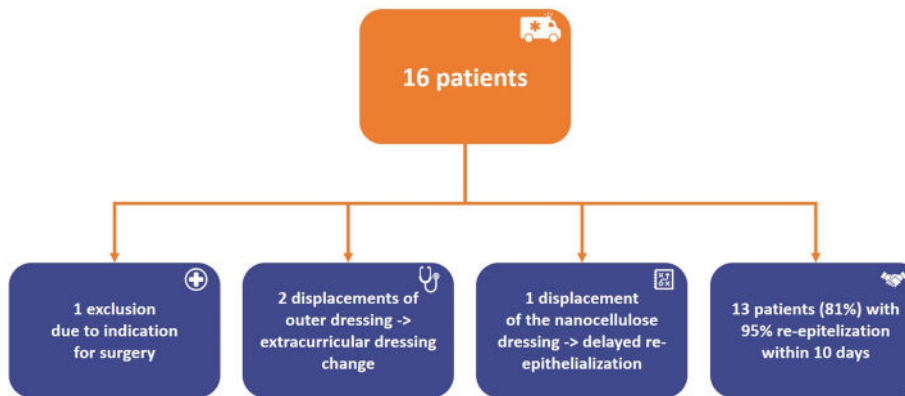 16 patients
1 exclusion
due to indication
for surgery
2 displacements of
outer dressing ->
extracurricular dressing
change
1 displacement
of the nanocellulose
dressing -> delayed re-
epithelialization
13 patients (81%) with
95% re-epitelization
within 10 days